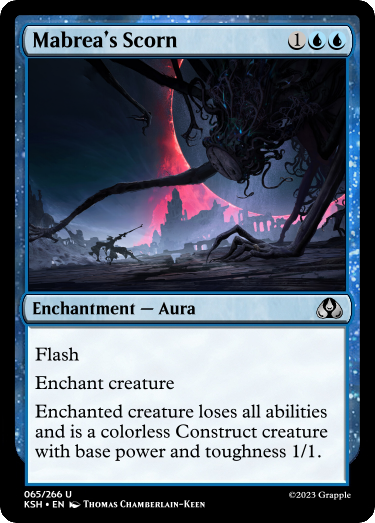 Mabrea's Scorn 1
Enchantment — Aura
Flash
Enchant creature
Enchanted creature loses all abilities
and is a colorless Construct creature
with base power and toughness 1/1.
065/266 U
KSH • EN Thomas Chamberlain-Keen
©2023 Grapple